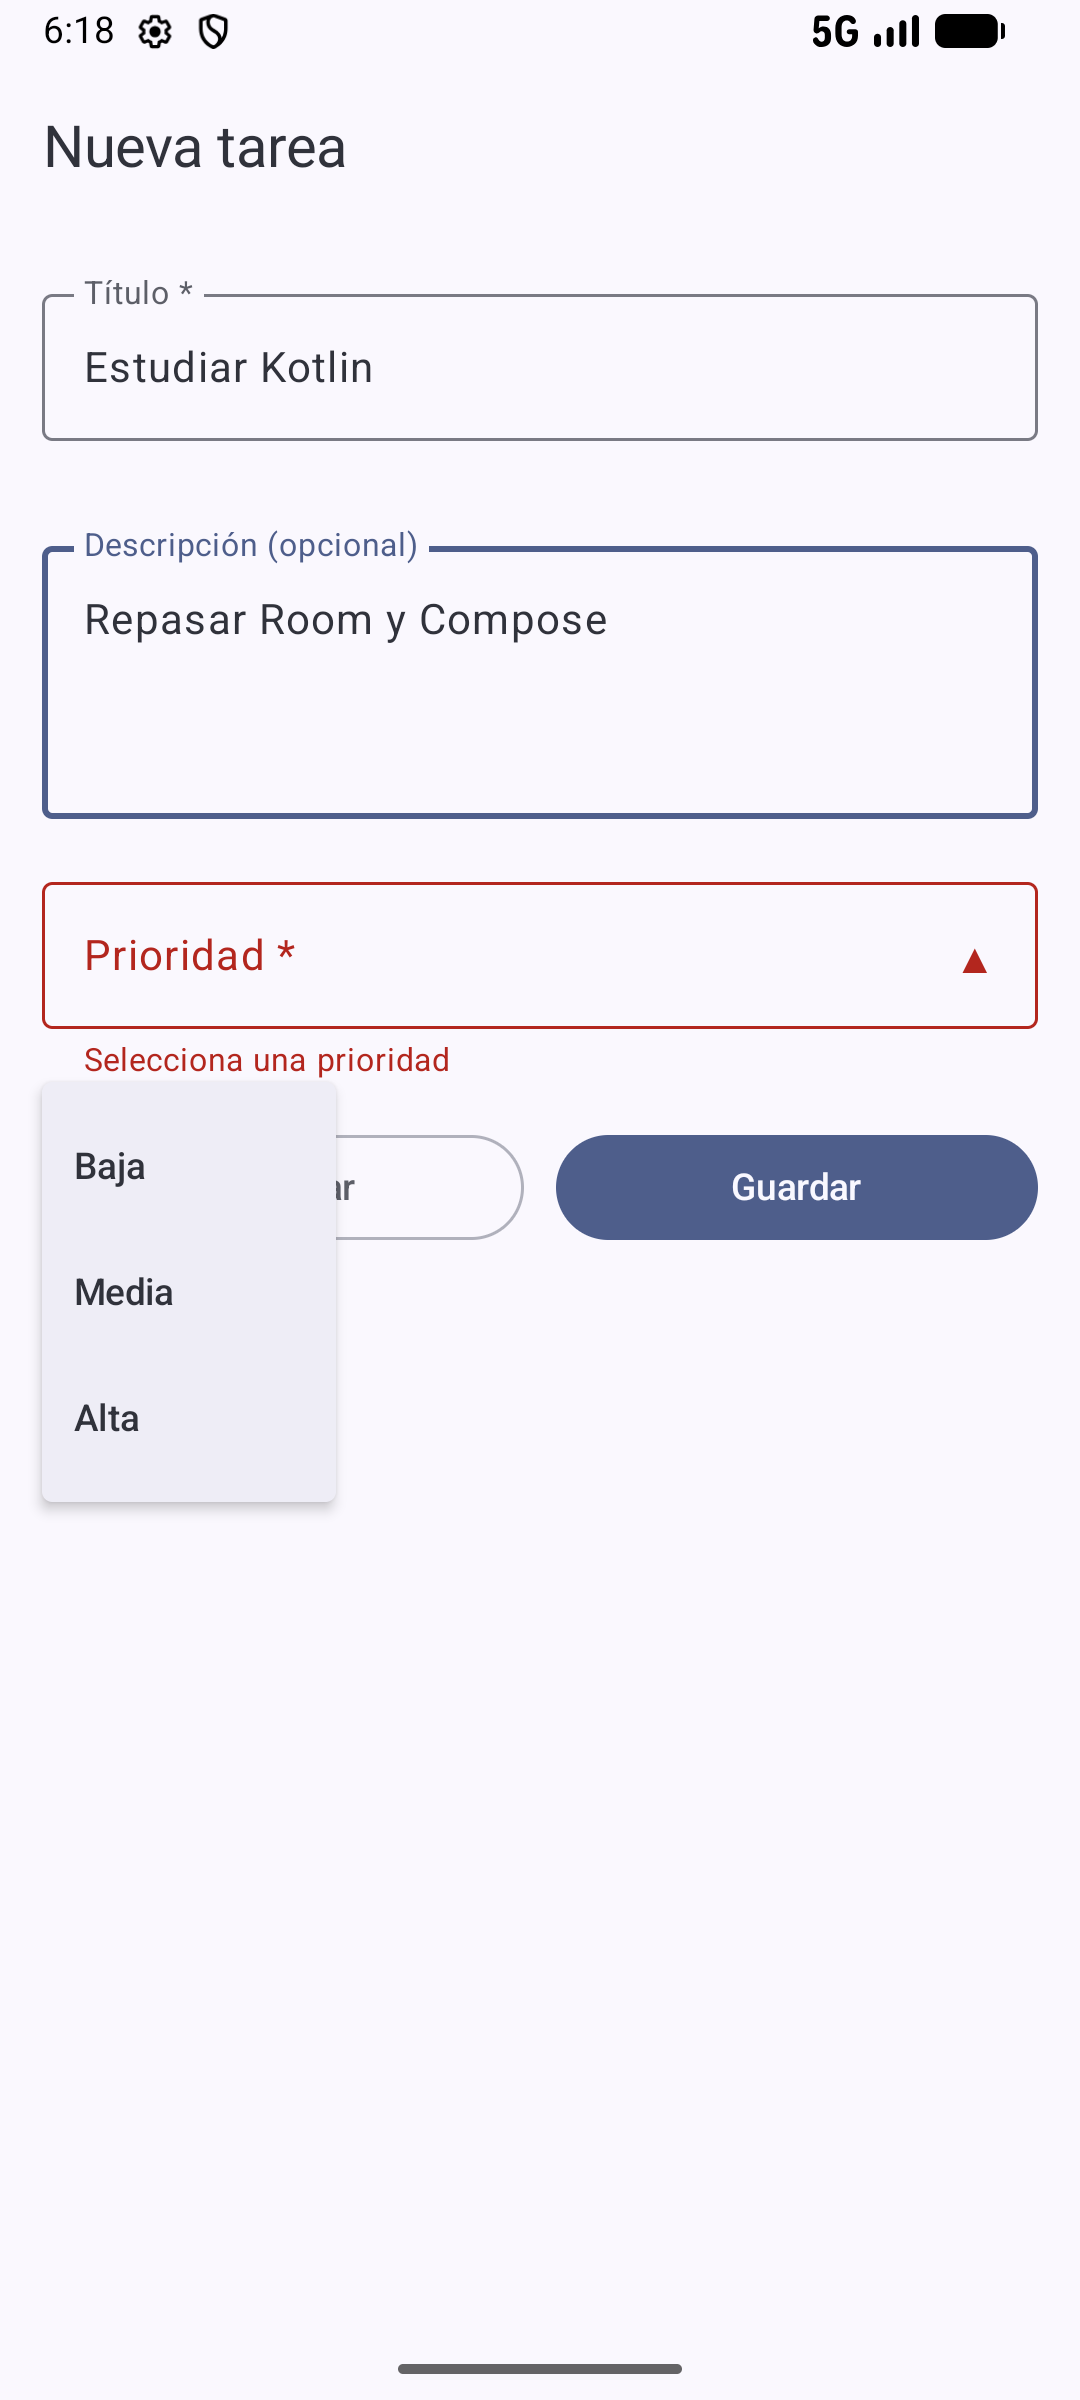 6:18 5G
Nueva tarea
Título *
Estudiar Kotlin
Descripción (opcional)
Repasar Room y Compose
Prioridad *
Selecciona una prioridad
Baja
Guardar
Media
Alta